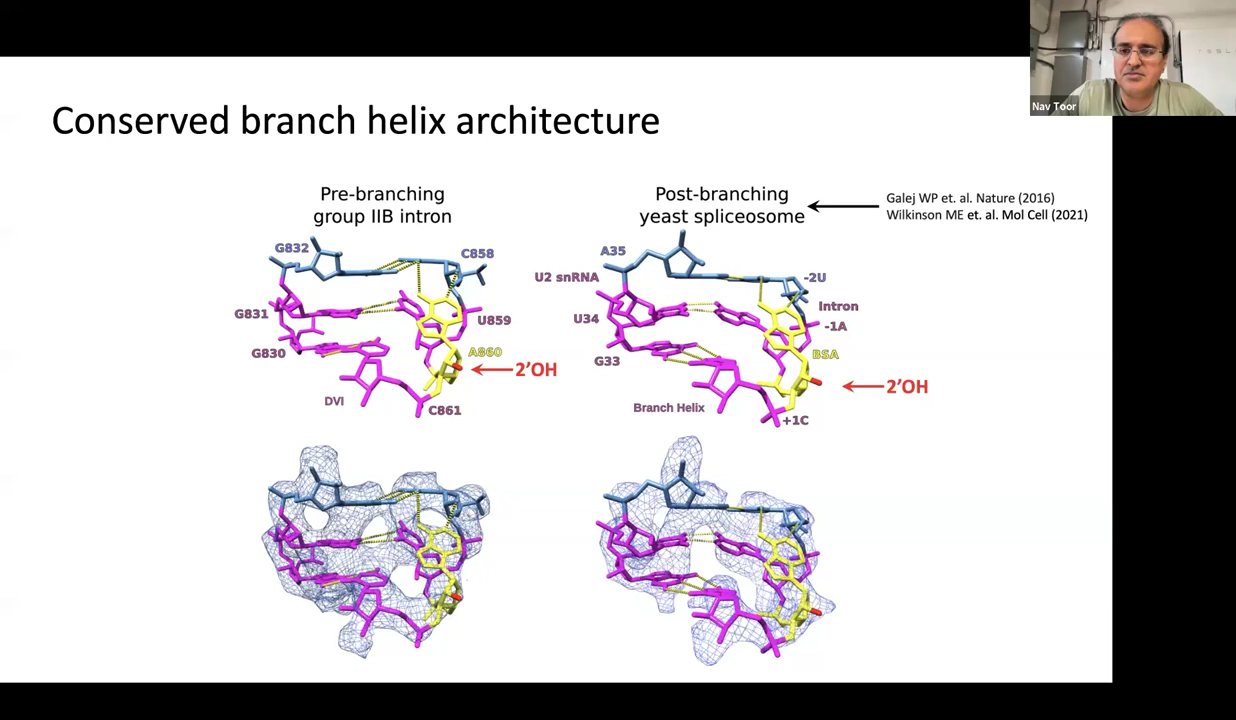 Nav Toor
Conserved branch helix architecture
Pre-branching
group IIB intron
Post-branching
yeast spliceosome
Galej WP et. al. Nature (2016)
Wilkinson ME et. al. Mol Cell (2021)
G832
C858
G831
U859
G830
A860
2’OH
DVI
C861
A35
U2 snRNA
-2U
Intron
U34
-1A
G33
BSA
2’OH
Branch Helix
+1C